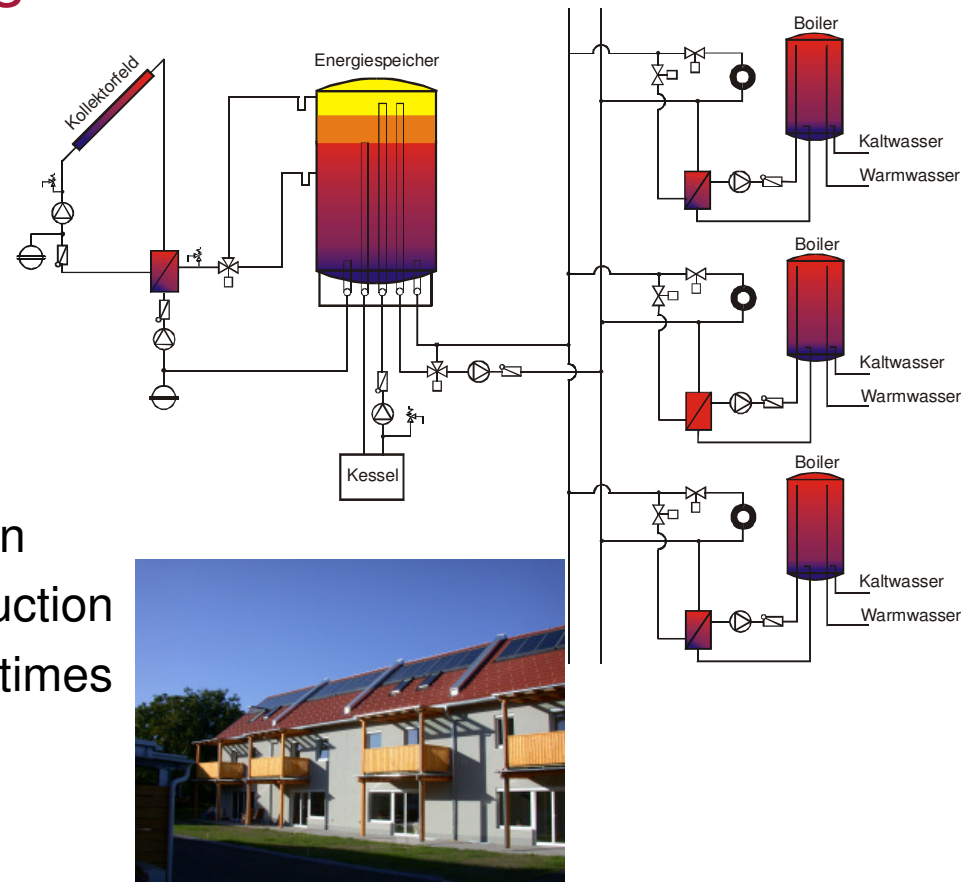 Boiler
Energiespeicher
Kollektorfeld
Kaltwasser
Warmwasser
Boiler
Kaltwasser
Warmwasser
Boiler
Kessel
Kaltwasser
Warmwasser
uction
times